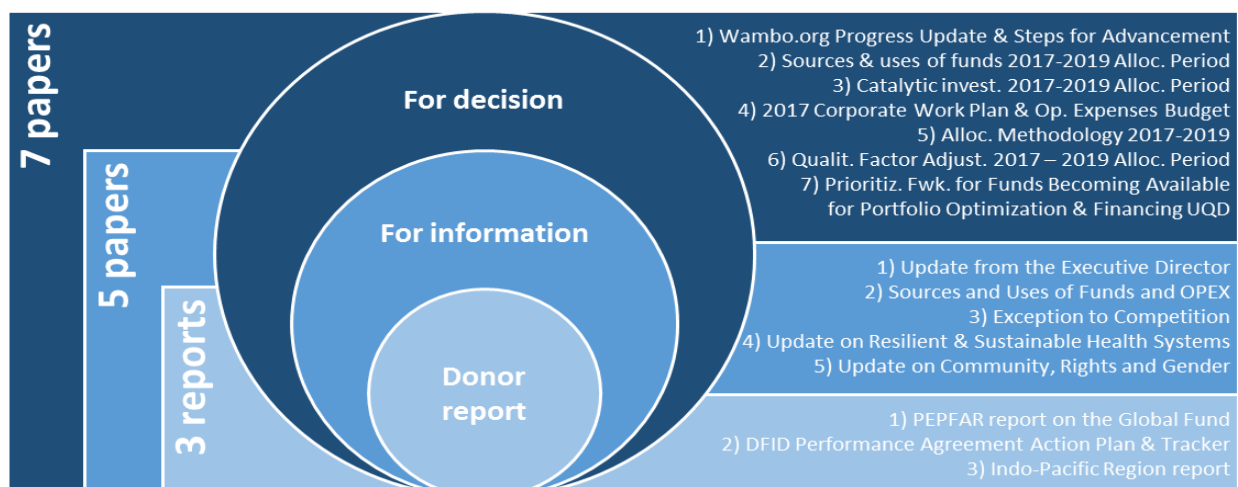 7 papers
For decision
1) Wambo.org Progress Update & Steps for Advancement
2) Sources & uses of funds 2017-2019 Alloc. Period
3) Catalytic invest. 2017-2019 Alloc. Period
4) 2017 Corporate Work Plan & Op. Expenses Budget
5) Alloc. Methodology 2017-2019
6) Qualit. Factor Adjust. 2017 – 2019 Alloc. Period
7) Prioritiz. Fwk. for Funds Becoming Available
for Portfolio Optimization & Financing UQD
5 papers
For information
1) Update from the Executive Director
2) Sources and Uses of Funds and OPEX
3) Exception to Competition
4) Update on Resilient & Sustainable Health Systems
5) Update on Community, Rights and Gender
3 reports
Donor
report
1) PEPFAR report on the Global Fund
2) DFID Performance Agreement Action Plan & Tracker
3) Indo-Pacific Region report